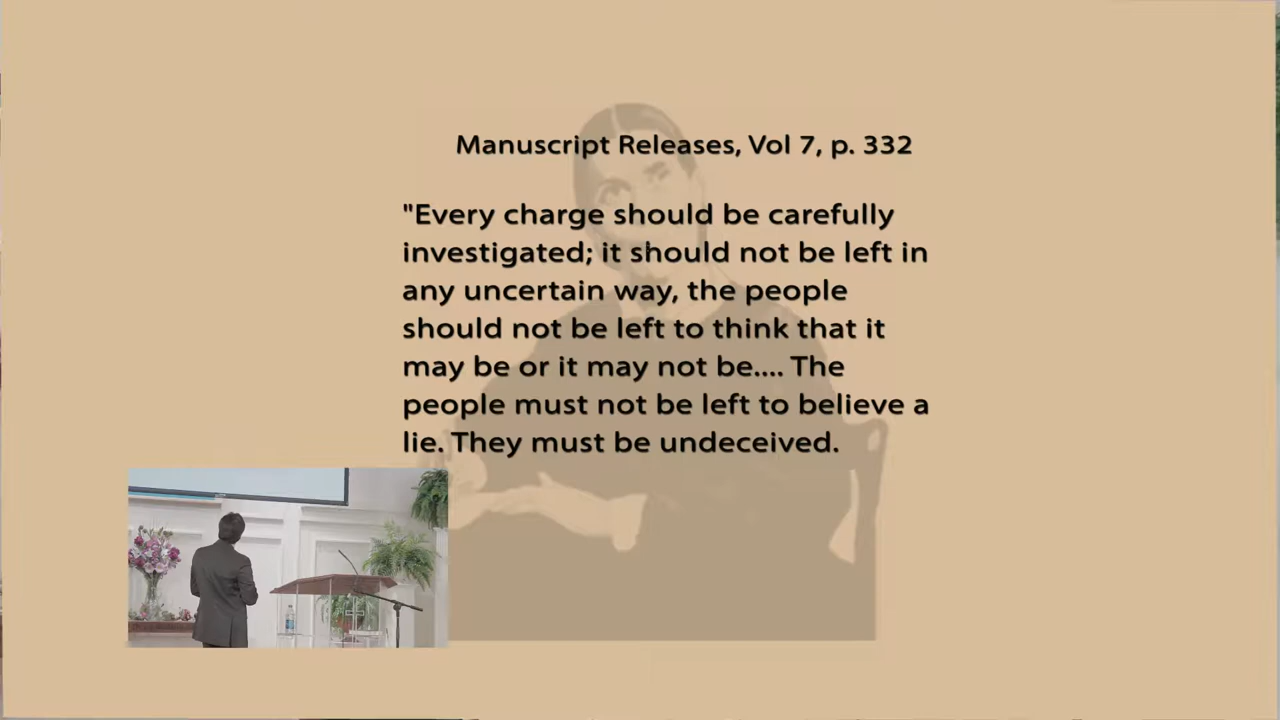 Manuscript Releases, Vol 7, p. 332
"Every charge should be carefully
investigated; it should not be left in
any uncertain way, the people
should not be left to think that it
may be or it may not be.... The
people must not be left to believe a
lie. They must be undeceived.